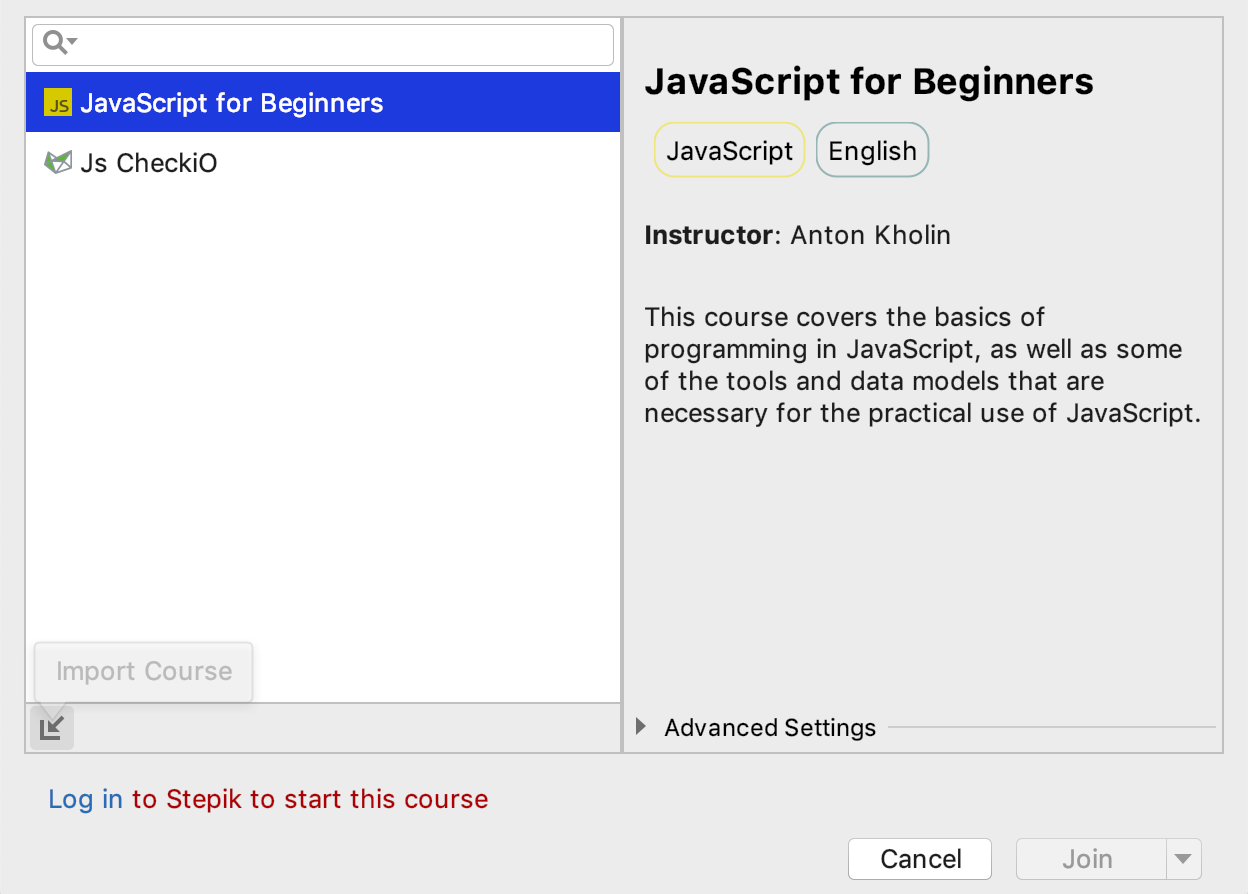 JS JavaScript for Beginners
Js CheckiO
Import Course
JavaScript for Beginners
JavaScript English
Instructor: Anton Kholin
This course covers the basics of
programming in JavaScript, as well as some
of the tools and data models that are
necessary for the practical use of JavaScript.
Advanced Settings
Log in to Stepik to start this course
Cancel Join